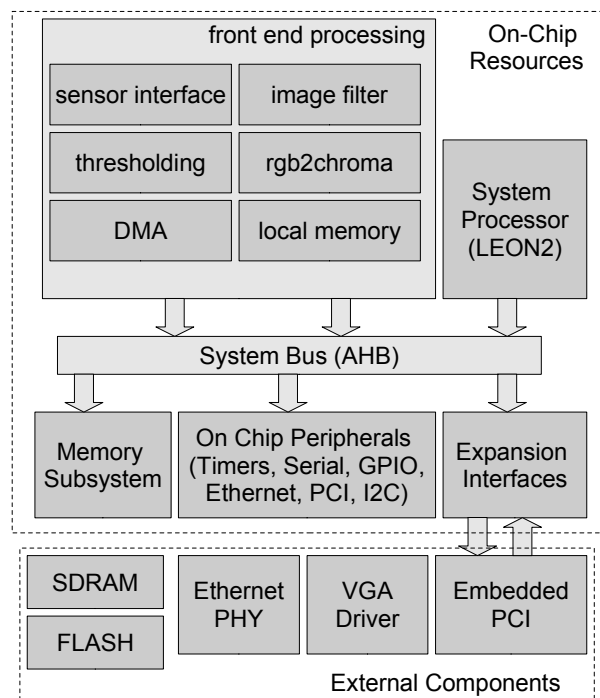 front end processing
On-Chip
Resources
sensor interface
image filter
thresholding
rgb2chroma
DMA
local memory
System
Processor
(LEON2)
System Bus (AHB)
Memory
Subsystem
On Chip Peripherals
(Timers, Serial, GPIO,
Ethernet, PCI, I2C)
Expansion
Interfaces
SDRAM
FLASH
Ethernet
PHY
VGA
Driver
Embedded
PCI
External Components